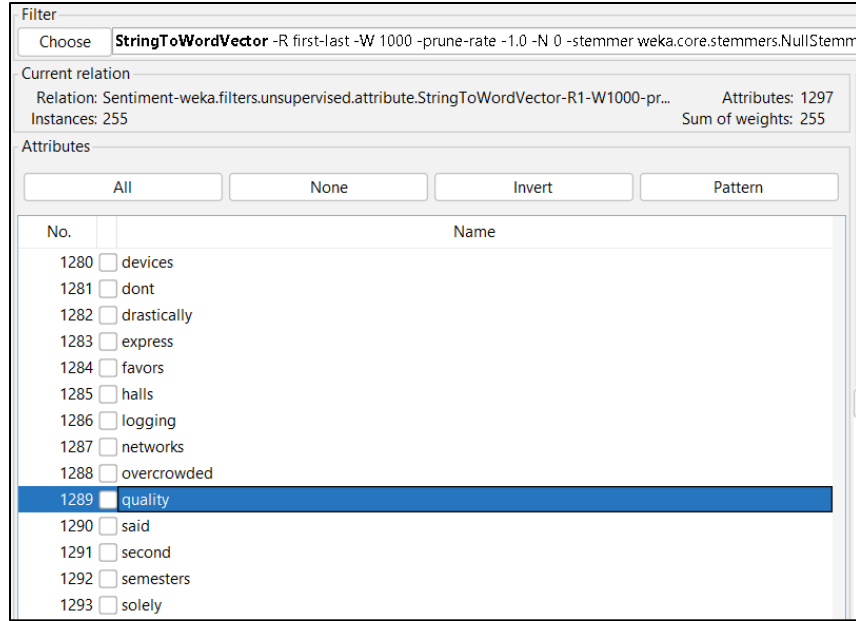 Filter
Choose StringToWordVector -R first-last -W 1000 -prune-rate -1.0 -N 0 -stemmer weka.core.stemmers.NullStemm
Current relation
Relation: Sentiment-weka.filters.unsupervised.attribute.StringToWordVector-R1-W1000-pr... Attributes: 1297
Instances: 255 Sum of weights: 255
Attributes
All None Invert Pattern
No. Name
1280 devices
1281 dont
1282 drastically
1283 express
1284 favors
1285 halls
1286 logging
1287 networks
1288 overcrowded
1289 quality
1290 said
1291 second
1292 semesters
1293 solely